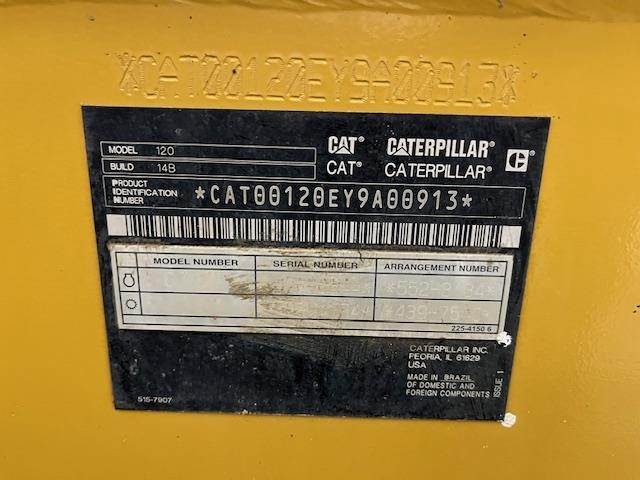 *CAT00120EY9A00913*
MODEL 120
CAT CATERPILLAR C
BUILD 14B
CAT CATERPILLAR
PRODUCT IDENTIFICATION NUMBER
*CAT00120EY9A00913*
MODEL NUMBER SERIAL NUMBER ARRANGEMENT NUMBER
225-4150 6
CATERPILLAR INC.
PEORIA, IL 61629
USA
MADE IN BRAZIL
OF DOMESTIC AND
FOREIGN COMPONENTS
ISSUE 1
515-7907